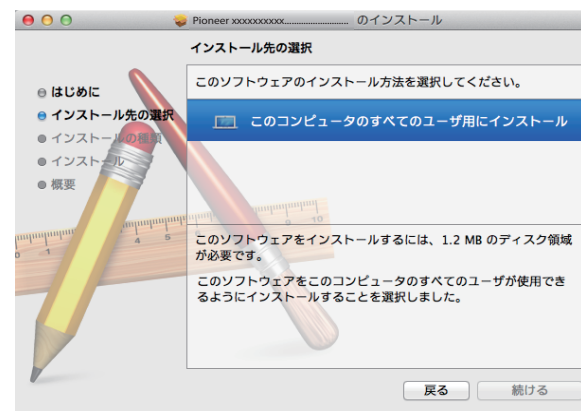 Pioneer xxxxxxxxxx.............................. のインストール
インストール先の選択
はじめに
インストール先の選択
インストールの種類
インストール
概要
このソフトウェアのインストール方法を選択してください。
このコンピュータのすべてのユーザ用にインストール
このソフトウェアをインストールするには、1.2 MB のディスク領域
が必要です。
このソフトウェアをこのコンピュータのすべてのユーザが使用でき
るようにインストールすることを選択しました。
0 1 4 5 10
戻る
続ける